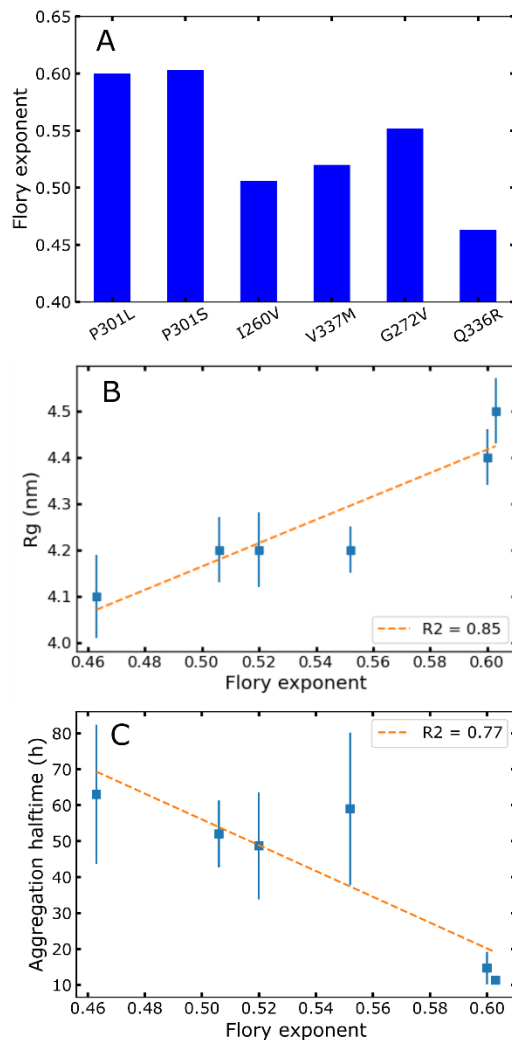 A
Flory exponent
0.65
0.60
0.55
0.50
0.45
0.40
P301L P301S I260V V337M G272V Q336R
B
Rg (nm)
4.5
4.4
4.3
4.2
4.1
4.0
R2 = 0.85
0.46 0.48 0.50 0.52 0.54 0.56 0.58 0.60
Flory exponent
C
Aggregation halftime (h)
R2 = 0.77
80
70
60
50
40
30
20
10
0.46 0.48 0.50 0.52 0.54 0.56 0.58 0.60
Flory exponent